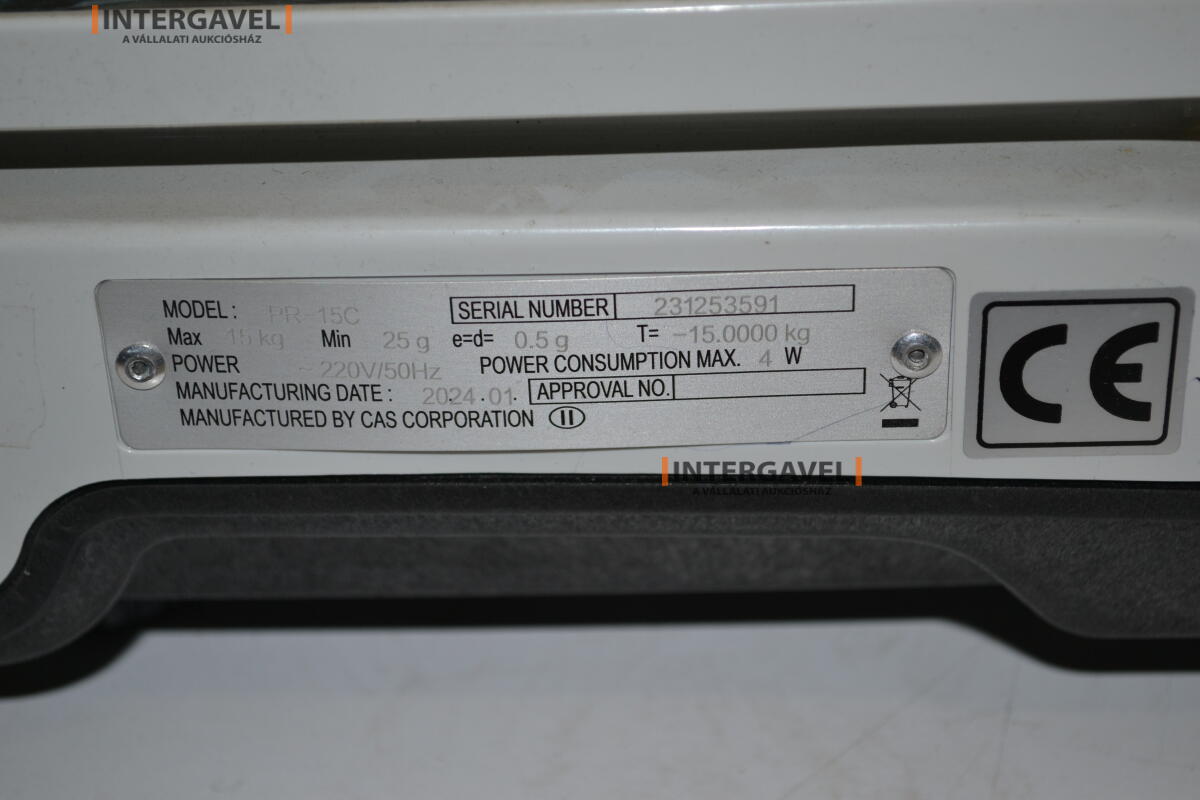 INTERGAVEL
A VÁLLALATI AUKCIÓSHÁZ
MODEL : PR-15C SERIAL NUMBER 231253591
Max 15 kg Min 25 g e=d= 0.5 g T= -15.0000 kg
POWER ~220V/50Hz POWER CONSUMPTION MAX. 4 W
MANUFACTURING DATE : 2024.01. APPROVAL NO.
MANUFACTURED BY CAS CORPORATION
CE
INTERGAVEL
A VÁLLALATI AUKCIÓSHÁZ